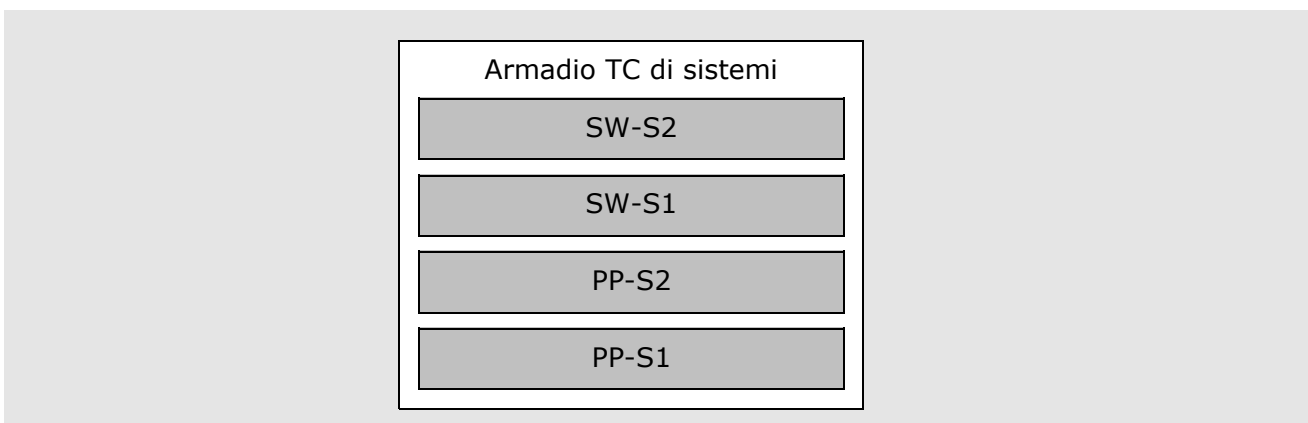 Armadio TC di sistemi
SW-S2
SW-S1
PP-S2
PP-S1